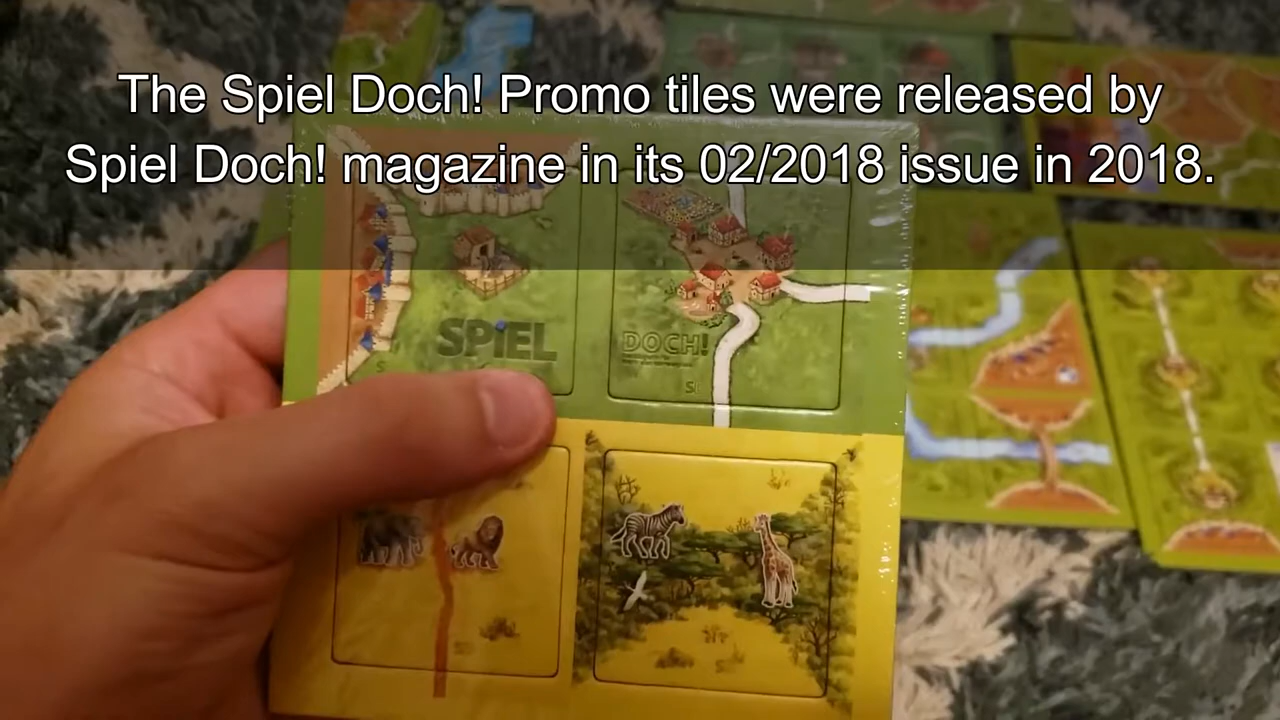 The Spiel Doch! Promo tiles were released by
Spiel Doch! magazine in its 02/2018 issue in 2018.
SPIEL
DOCH!